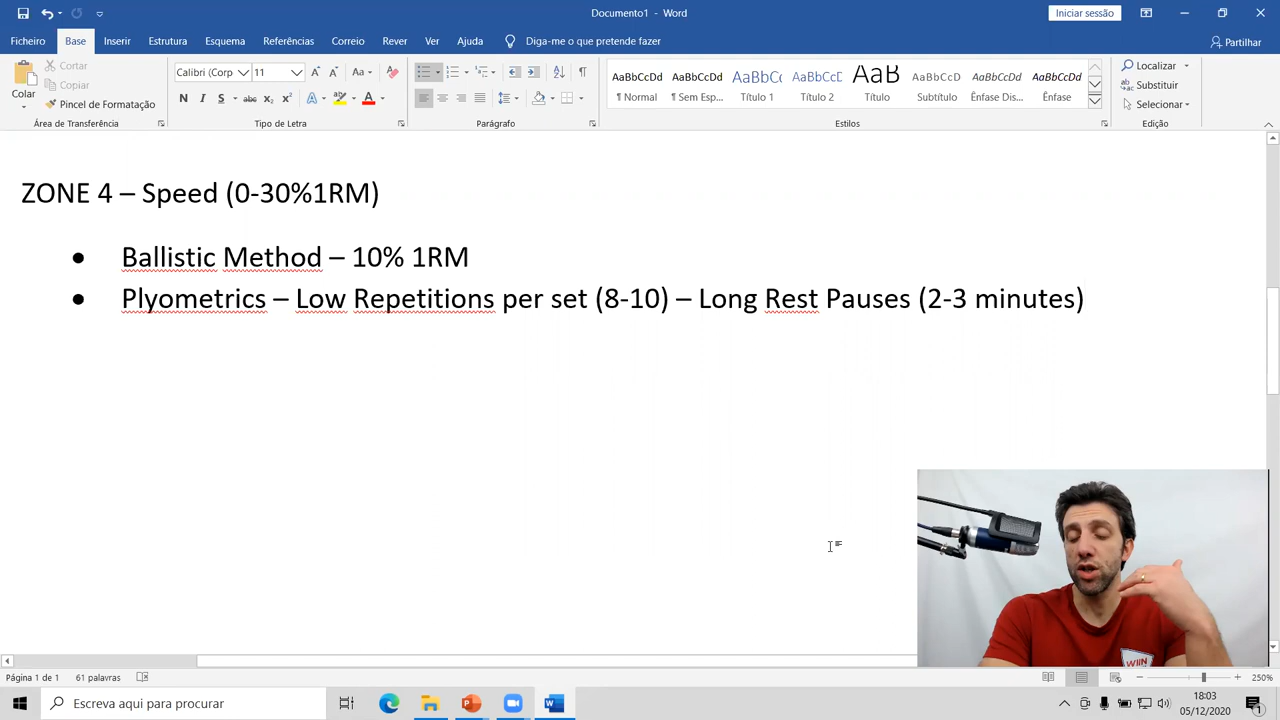 Documento1 - Word
Iniciar sessão
Ficheiro Base Inserir Estrutura Esquema Referências Correio Rever Ver Ajuda Diga-me o que pretende fazer Partilhar
Colar
Cortar
Copiar
Pincel de Formatação
Área de Transferência
Calibri (Corp 11
Tipo de Letra
Parágrafo
AaBbCcDd AaBbCcDd AaBbCc AaBbCcC AaB AaBbCcD AaBbCcDd AaBbCcDd
¶ Normal ¶ Sem Esp... Título 1 Título 2 Título Subtítulo Ênfase Dis... Ênfase
Estilos
Localizar
Substituir
Selecionar
Edição
ZONE 4 – Speed (0-30%1RM)
● Ballistic Method – 10% 1RM
● Plyometrics – Low Repetitions per set (8-10) – Long Rest Pauses (2-3 minutes)
WIIN
Página 1 de 1 61 palavras 250%
Escreva aqui para procurar
18:03
05/12/2020